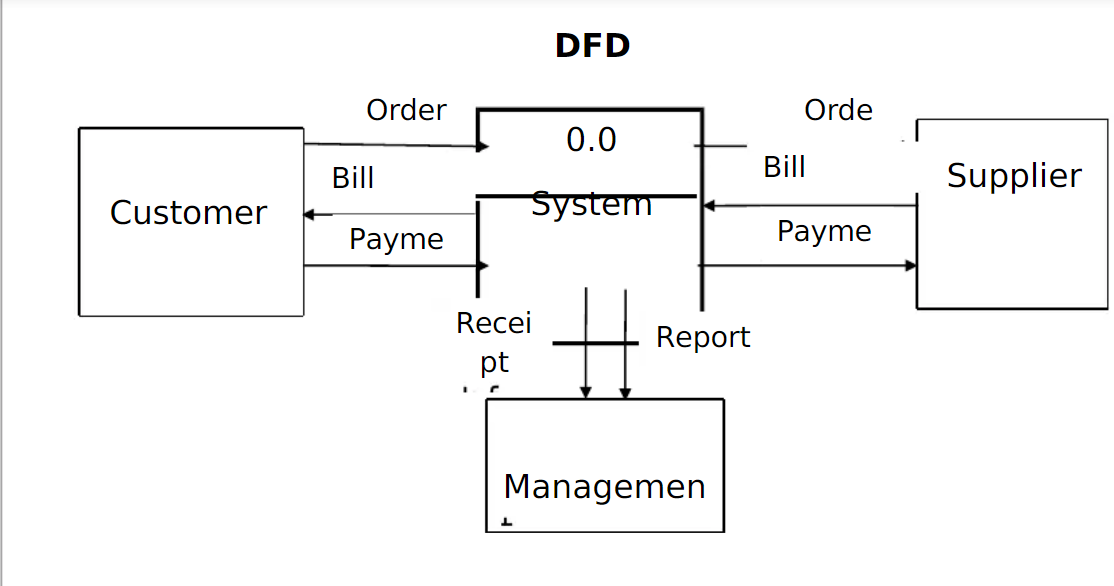 DFD
Order
Orde
0.0
Bill
Bill
Supplier
Customer
System
Payme
Payme
Recei
pt
Report
Managemen